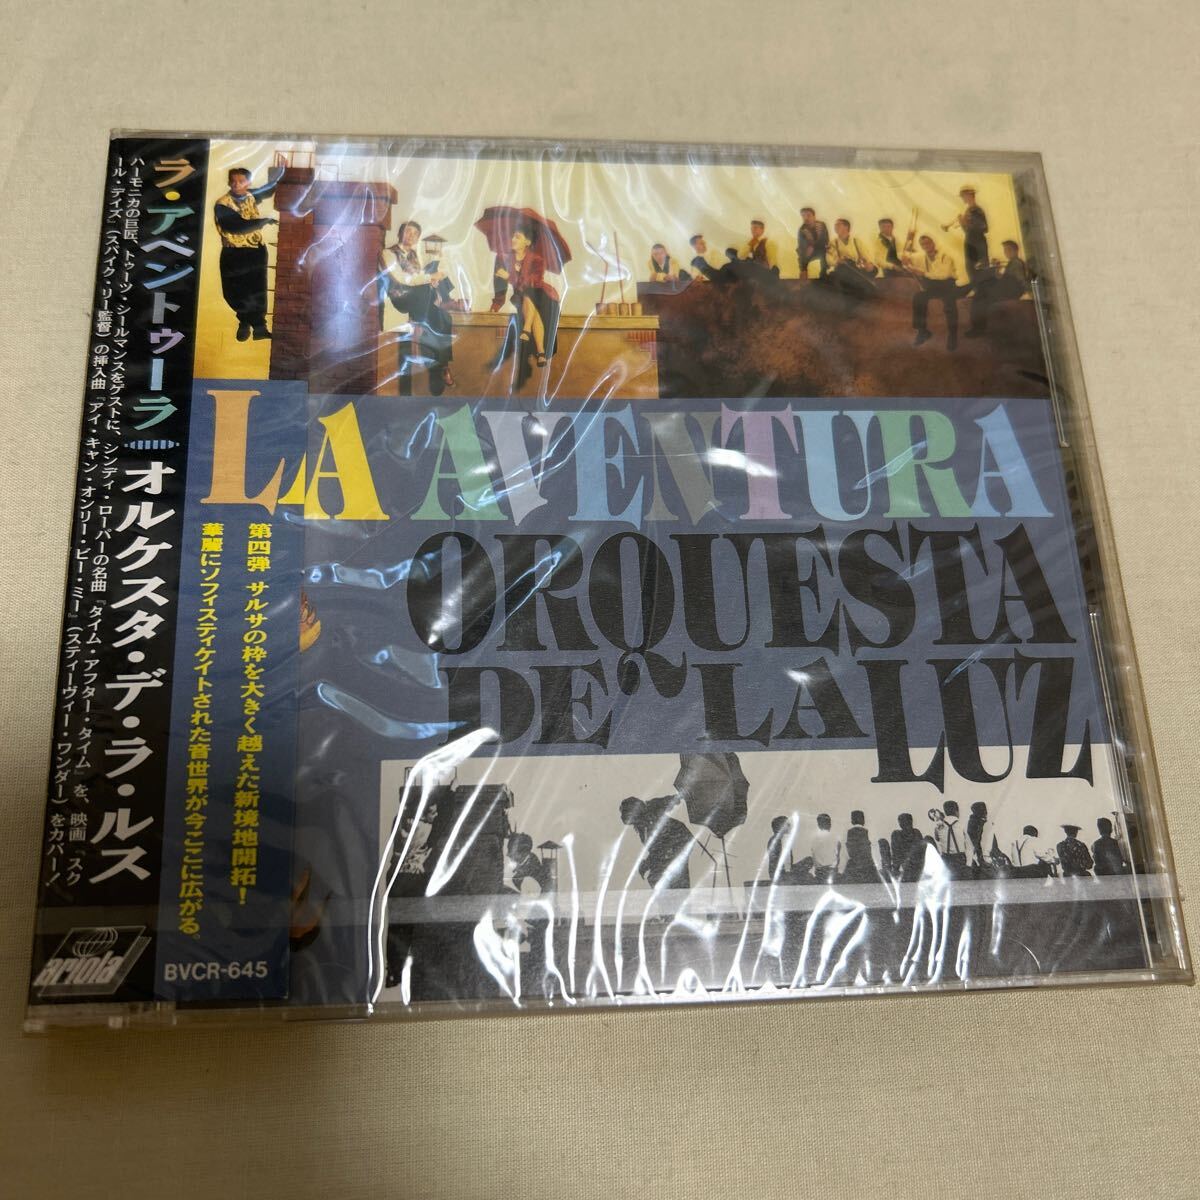 ラ・アベントゥーラ
オルケスタ・デ・ラ・ルス
ハーモニカの巨匠、トゥーツ・シールマンスをゲストに、シンディ・ローパーの名曲『タイム・アフター・タイム』を、映画『スク
ール・デイズ』(スパイク・リー監督)の挿入曲『アイ・キャン・オンリー・ビー・ミー』(スティーヴィー・ワンダー)をカバー!
ariola
第四弾 サルサの枠を大きく越えた新境地開拓!
華麗にソフィスティケイトされた音世界が今ここに広がる。
BVCR-645
LA AVENTURA
ORQUESTA
DE LA LUZ